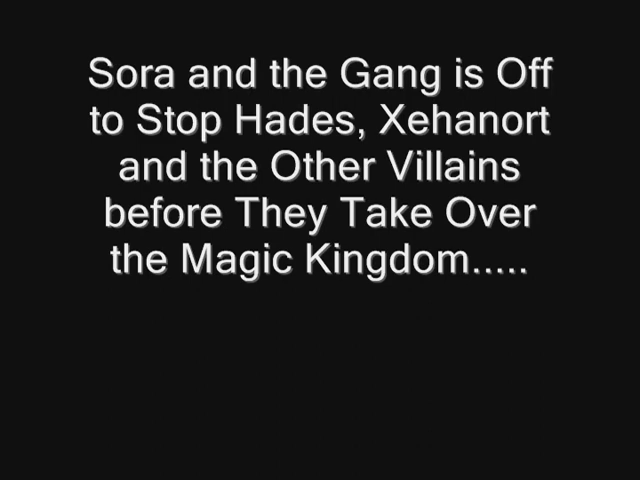 Sora and the Gang is Off
to Stop Hades, Xehanort
and the Other Villains
before They Take Over
the Magic Kingdom.....